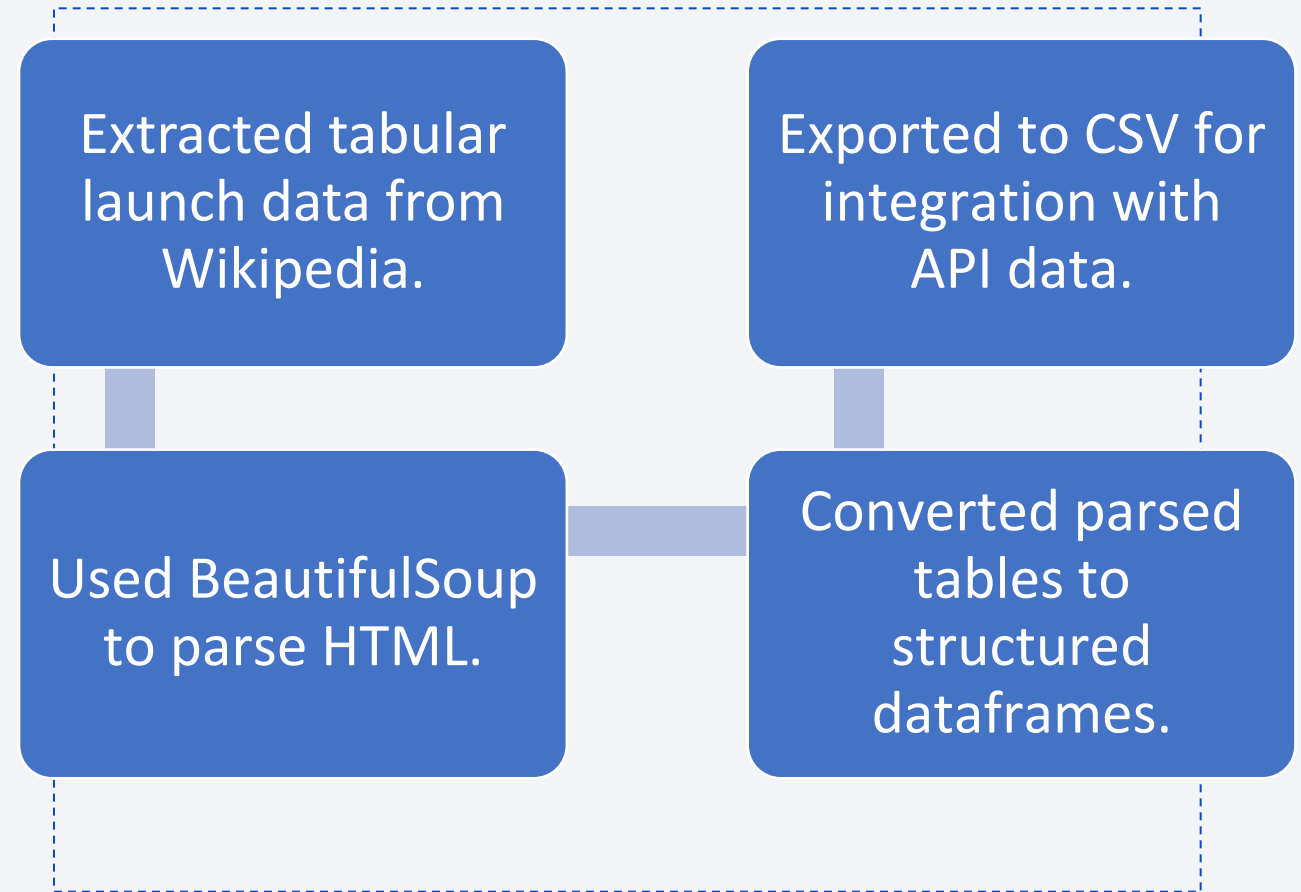 Extracted tabular
launch data from
Wikipedia.
Used BeautifulSoup
to parse HTML.
Converted parsed
tables to
structured
dataframes.
Exported to CSV for
integration with
API data.